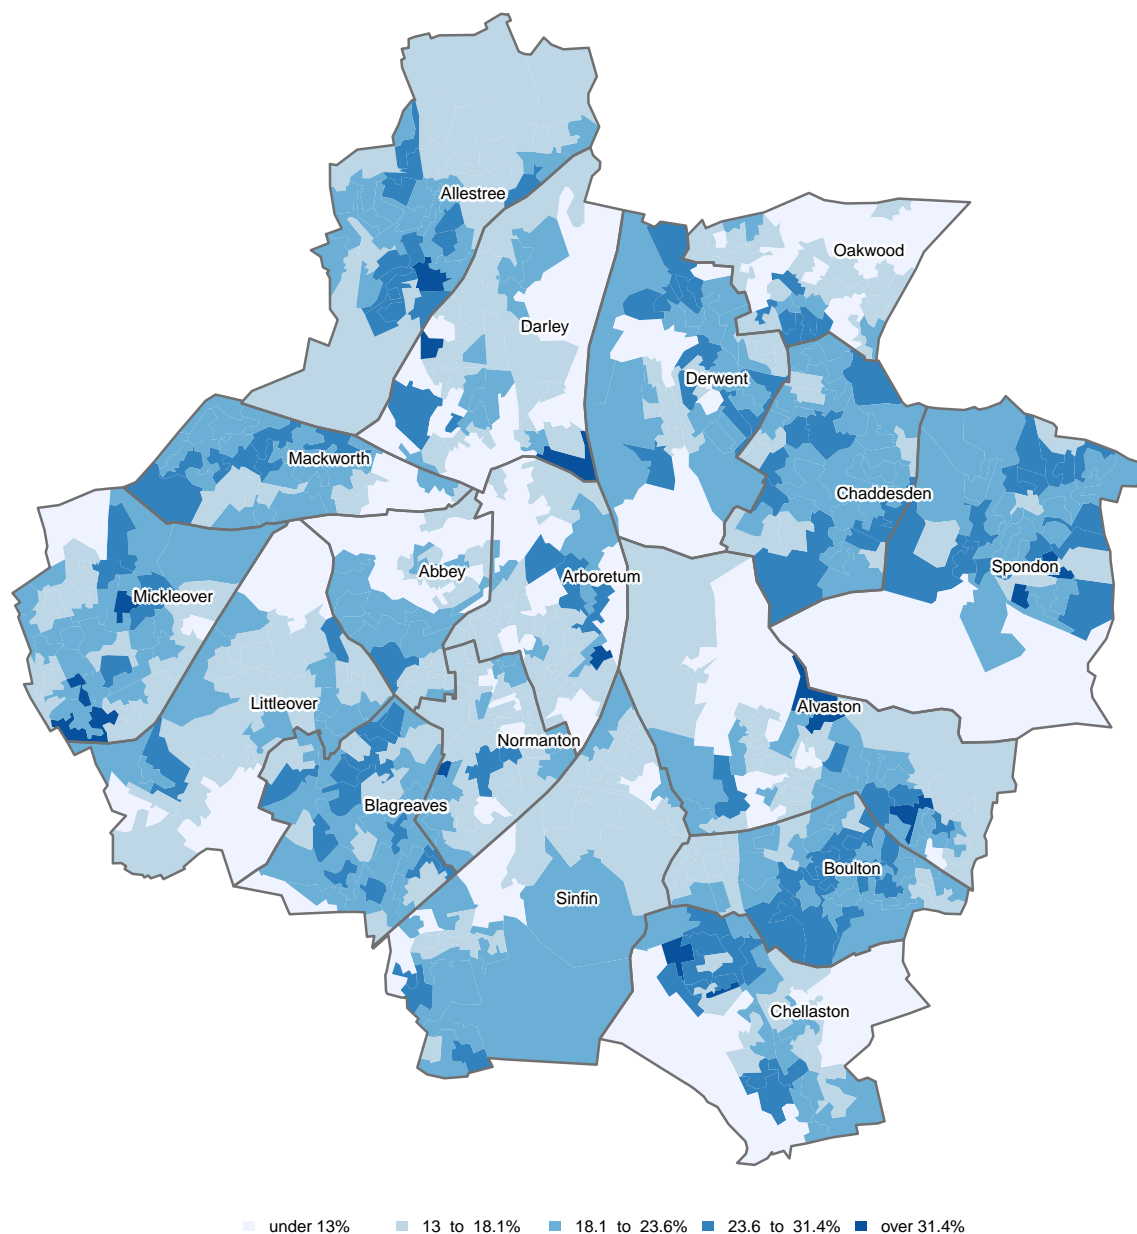 Allestree
Oakwood
Darley
Derwent
Mackworth
Chaddesden
Spondon
Abbey
Arboretum
Mickleover
Littleover
Alvaston
Normanton
Blagreaves
Boulton
Sinfin
Chellaston
under 13% 13 to 18.1% 18.1 to 23.6% 23.6 to 31.4% over 31.4%